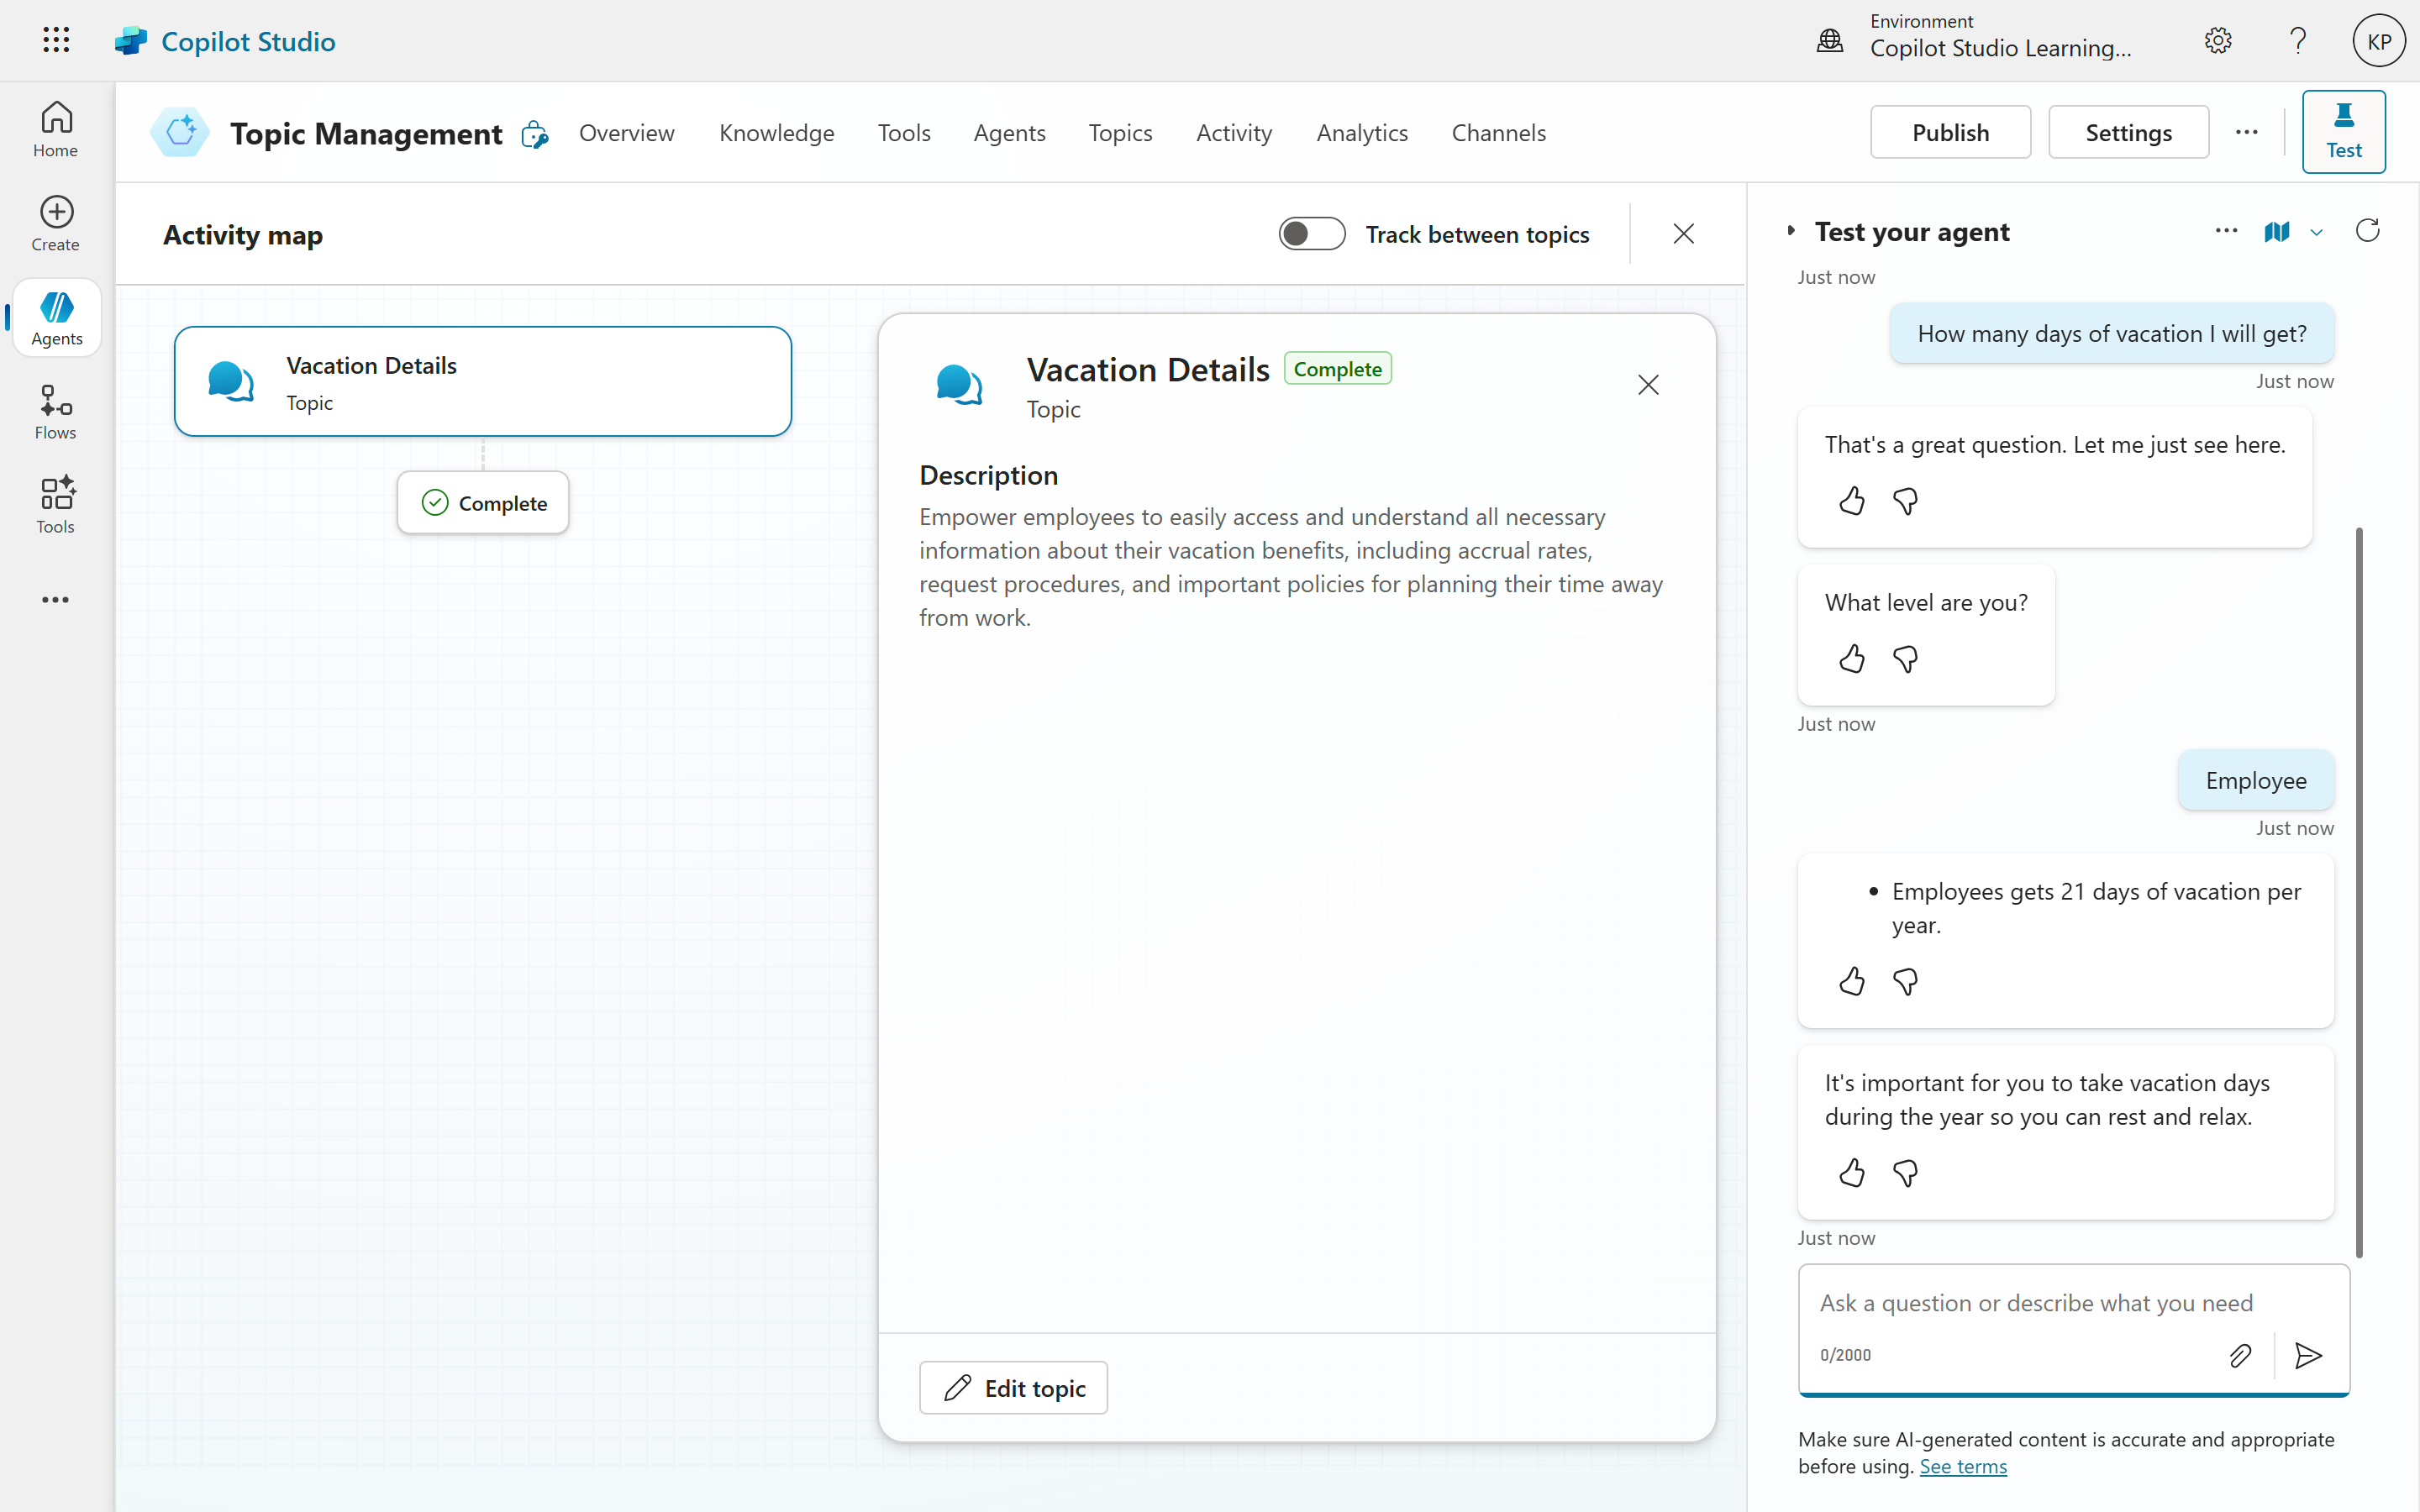 Copilot Studio
Environment
Copilot Studio Learning...
KP
Home
Create
Agents
Flows
Tools
Topic Management
Overview
Knowledge
Tools
Agents
Topics
Activity
Analytics
Channels
Publish
Settings
Test
Activity map
Track between topics
Vacation Details
Topic
Complete
Vacation Details
Complete
Topic
Description
Empower employees to easily access and understand all necessary
information about their vacation benefits, including accrual rates,
request procedures, and important policies for planning their time away
from work.
Edit topic
Test your agent
Just now
How many days of vacation I will get?
Just now
That's a great question. Let me just see here.
What level are you?
Just now
Employee
Just now
• Employees gets 21 days of vacation per
year.
It's important for you to take vacation days
during the year so you can rest and relax.
Just now
Ask a question or describe what you need
0/2000
Make sure AI-generated content is accurate and appropriate
before using. See terms